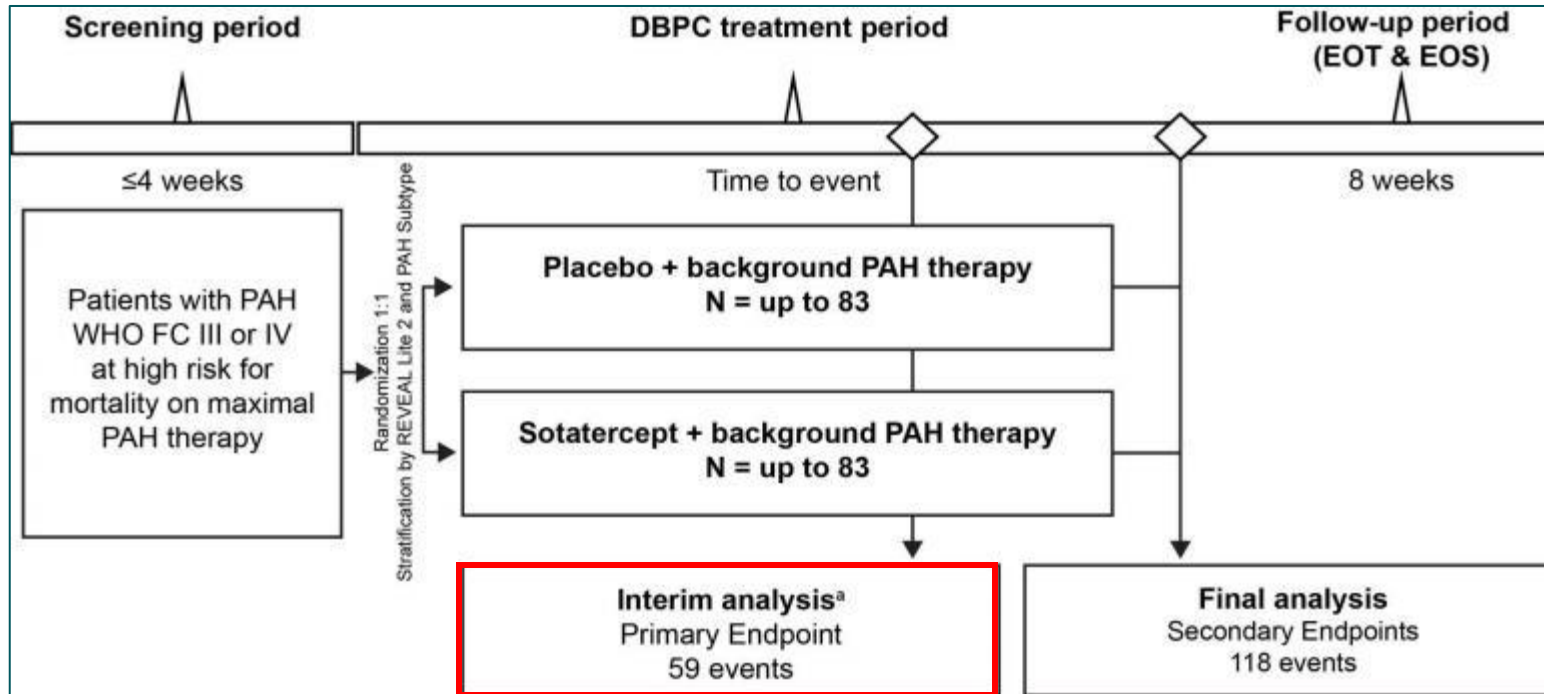 Screening period
DBPC treatment period
Follow-up period
(EOT & EOS)
≤4 weeks
Time to event
8 weeks
Patients with PAH
WHO FC III or IV
at high risk for
mortality on maximal
PAH therapy
Randomization 1:1
Stratification by REVEAL Lite 2 and PAH Subtype
Placebo + background PAH therapy
N = up to 83
Sotatercept + background PAH therapy
N = up to 83
Interim analysisᵃ
Primary Endpoint
59 events
Final analysis
Secondary Endpoints
118 events